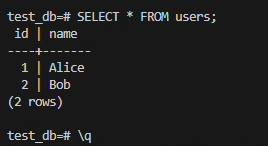 test_db=# SELECT * FROM users;
 id | name
----+-------
  1 | Alice
  2 | Bob
(2 rows)

test_db=# \q